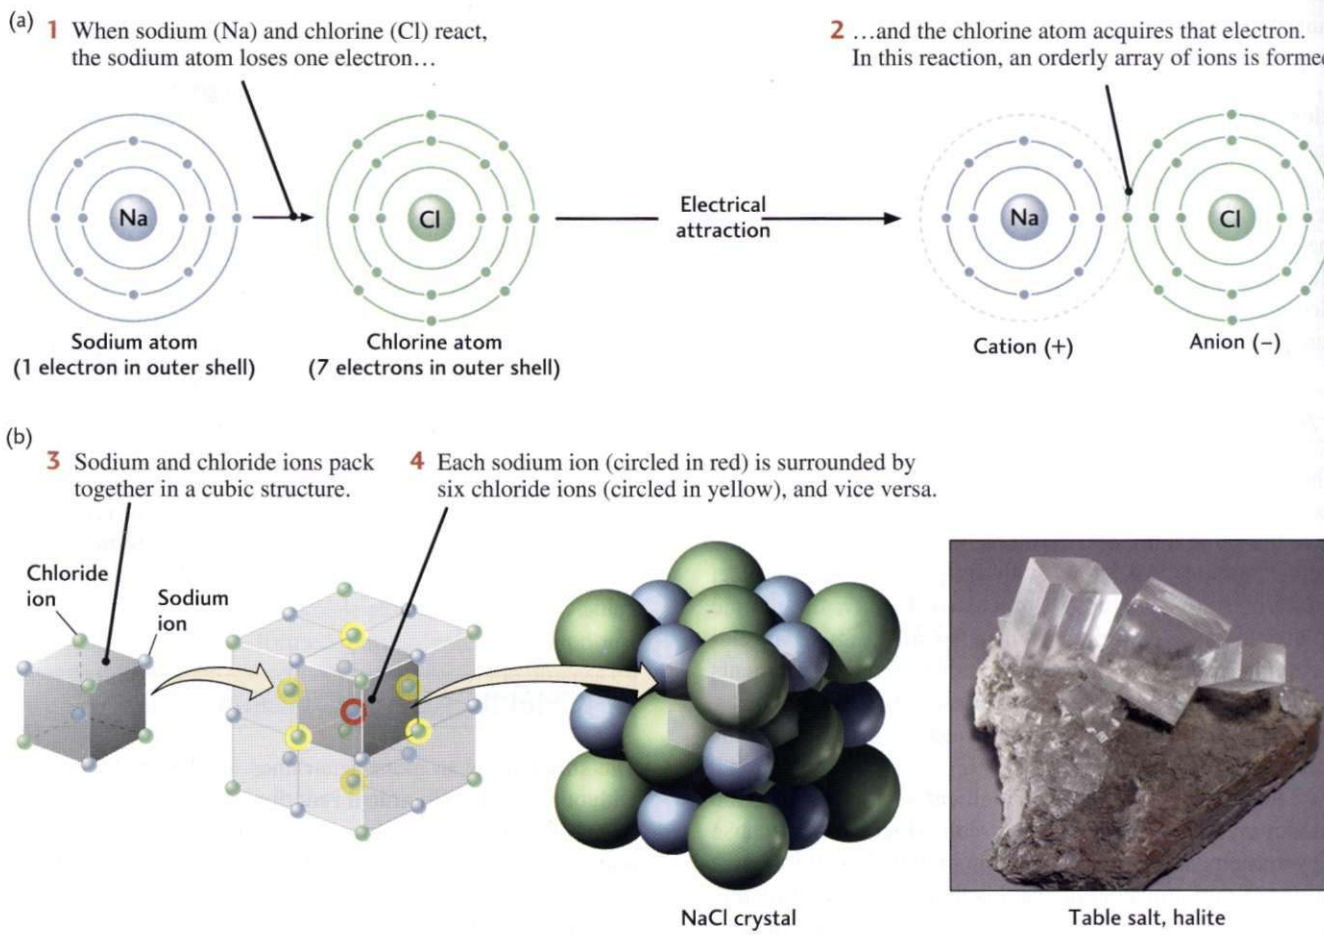 (a)
1 When sodium (Na) and chlorine (Cl) react,
the sodium atom loses one electron…
2 …and the chlorine atom acquires that electron.
In this reaction, an orderly array of ions is forme
Na
Cl
Electrical
attraction
Na
Cl
Sodium atom
(1 electron in outer shell)
Chlorine atom
(7 electrons in outer shell)
Cation (+)
Anion (–)
(b)
3 Sodium and chloride ions pack
together in a cubic structure.
4 Each sodium ion (circled in red) is surrounded by
six chloride ions (circled in yellow), and vice versa.
Chloride
ion
Sodium
ion
NaCl crystal
Table salt, halite